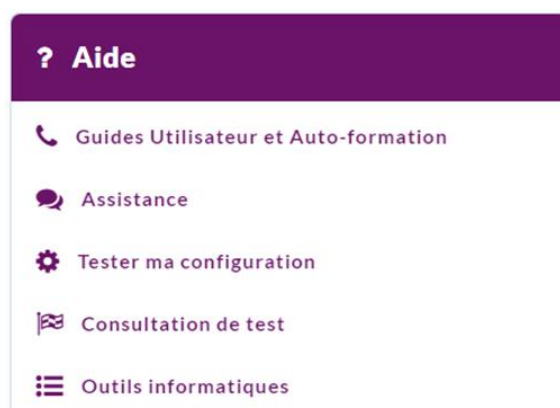 ? Aide
Guides Utilisateur et Auto-formation
Assistance
Tester ma configuration
Consultation de test
Outils informatiques